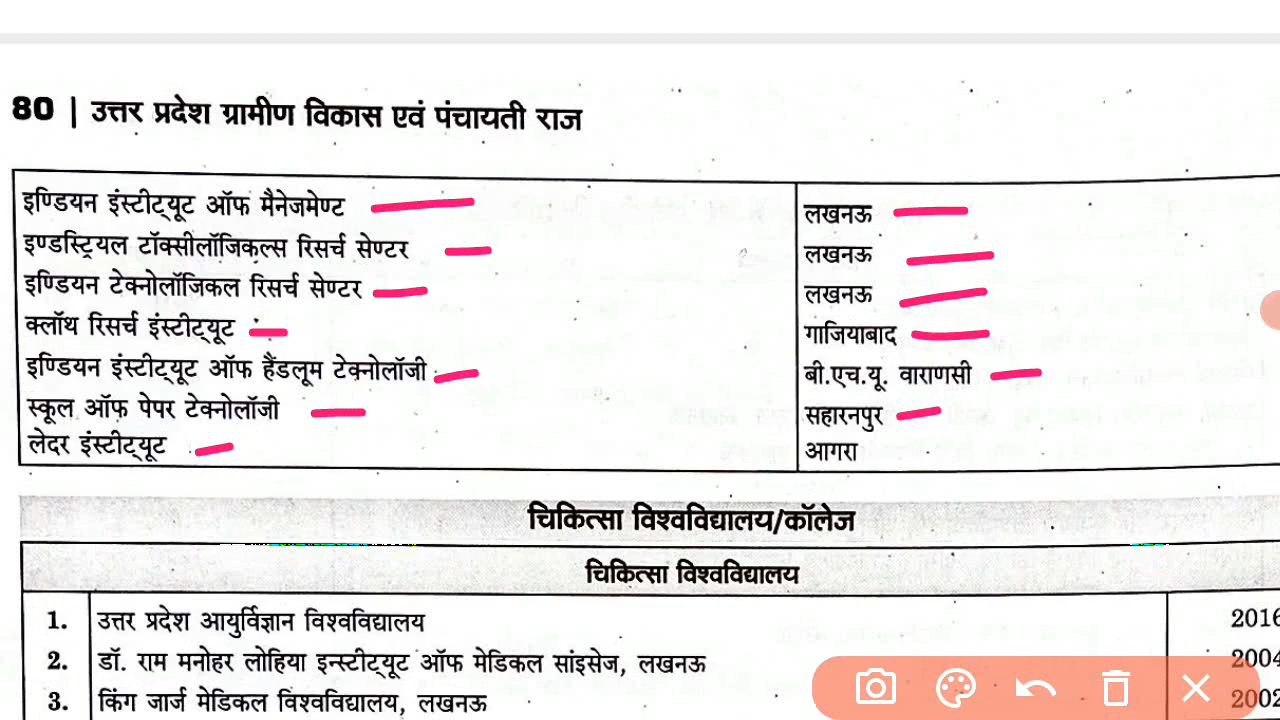 80 | उत्तर प्रदेश ग्रामीण विकास एवं पंचायती राज
इण्डियन इंस्टीट्यूट ऑफ मैनेजमेण्ट लखनऊ
इण्डस्ट्रियल टॉक्सीलॉजिकल्स रिसर्च सेण्टर लखनऊ
इण्डियन टेक्नोलॉजिकल रिसर्च सेण्टर लखनऊ
क्लॉथ रिसर्च इंस्टीट्यूट गाजियाबाद
इण्डियन इंस्टीट्यूट ऑफ हैंडलूम टेक्नोलॉजी बी.एच.यू. वाराणसी
स्कूल ऑफ पेपर टेक्नोलॉजी सहारनपुर
लेदर इंस्टीट्यूट आगरा
चिकित्सा विश्वविद्यालय/कॉलेज
चिकित्सा विश्वविद्यालय
1. उत्तर प्रदेश आयुर्विज्ञान विश्वविद्यालय 2016
2. डॉ. राम मनोहर लोहिया इन्स्टीट्यूट ऑफ मेडिकल सांइसेज, लखनऊ 2004
3. किंग जार्ज मेडिकल विश्वविद्यालय, लखनऊ 2002